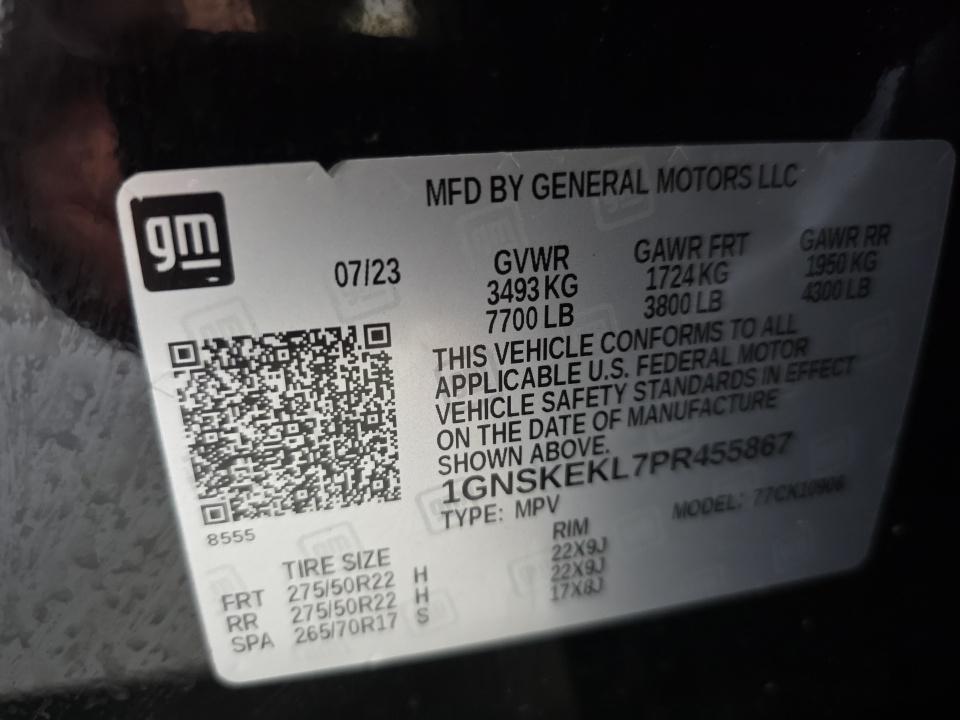 MFD BY GENERAL MOTORS LLC
gm
07/23
GVWR
3493 KG
7700 LB
GAWR FRT
1724 KG
3800 LB
GAWR RR
1950 KG
4300 LB
THIS VEHICLE CONFORMS TO ALL
APPLICABLE U.S. FEDERAL MOTOR
VEHICLE SAFETY STANDARDS IN EFFECT
ON THE DATE OF MANUFACTURE
SHOWN ABOVE.
1GNSKEKL7PR455867
TYPE: MPV
MODEL: 77CK10906
8555
TIRE SIZE
RIM
FRT 275/50R22 H 22X9J
RR 275/50R22 H 22X9J
SPA 265/70R17 S 17X8J